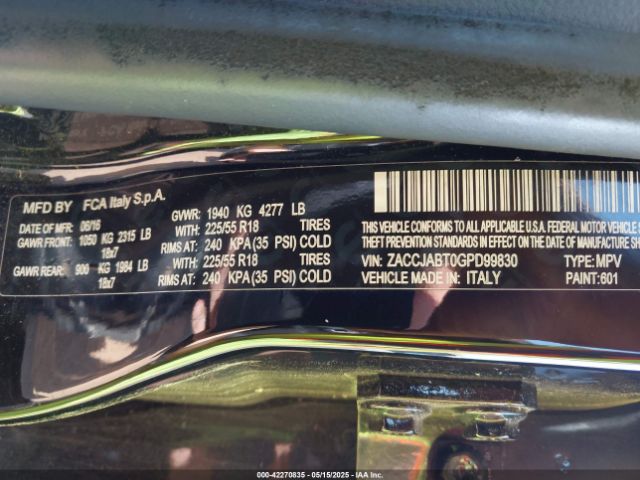 MFD BY FCA Italy S.p.A.
DATE OF MFR: 06/16 GVWR: 1940 KG 4277 LB
GAWR FRONT: 1050 KG 2315 LB WITH: 225/55 R18 TIRES
18x7 RIMS AT: 240 KPA (35 PSI) COLD
GAWR REAR: 900 KG 1984 LB WITH: 225/55 R18 TIRES
18x7 RIMS AT: 240 KPA (35 PSI) COLD
THIS VEHICLE CONFORMS TO ALL APPLICABLE U.S.A. FEDERAL MOTOR VEHICLE
THEFT PREVENTION STANDARDS IN EFFECT ON THE DATE OF MANUFACTURE SHOWN
VIN: ZACCJABT0GPD99830 TYPE: MPV
VEHICLE MADE IN: ITALY PAINT: 601
000-42270835 - 05/15/2025 - IAA Inc.